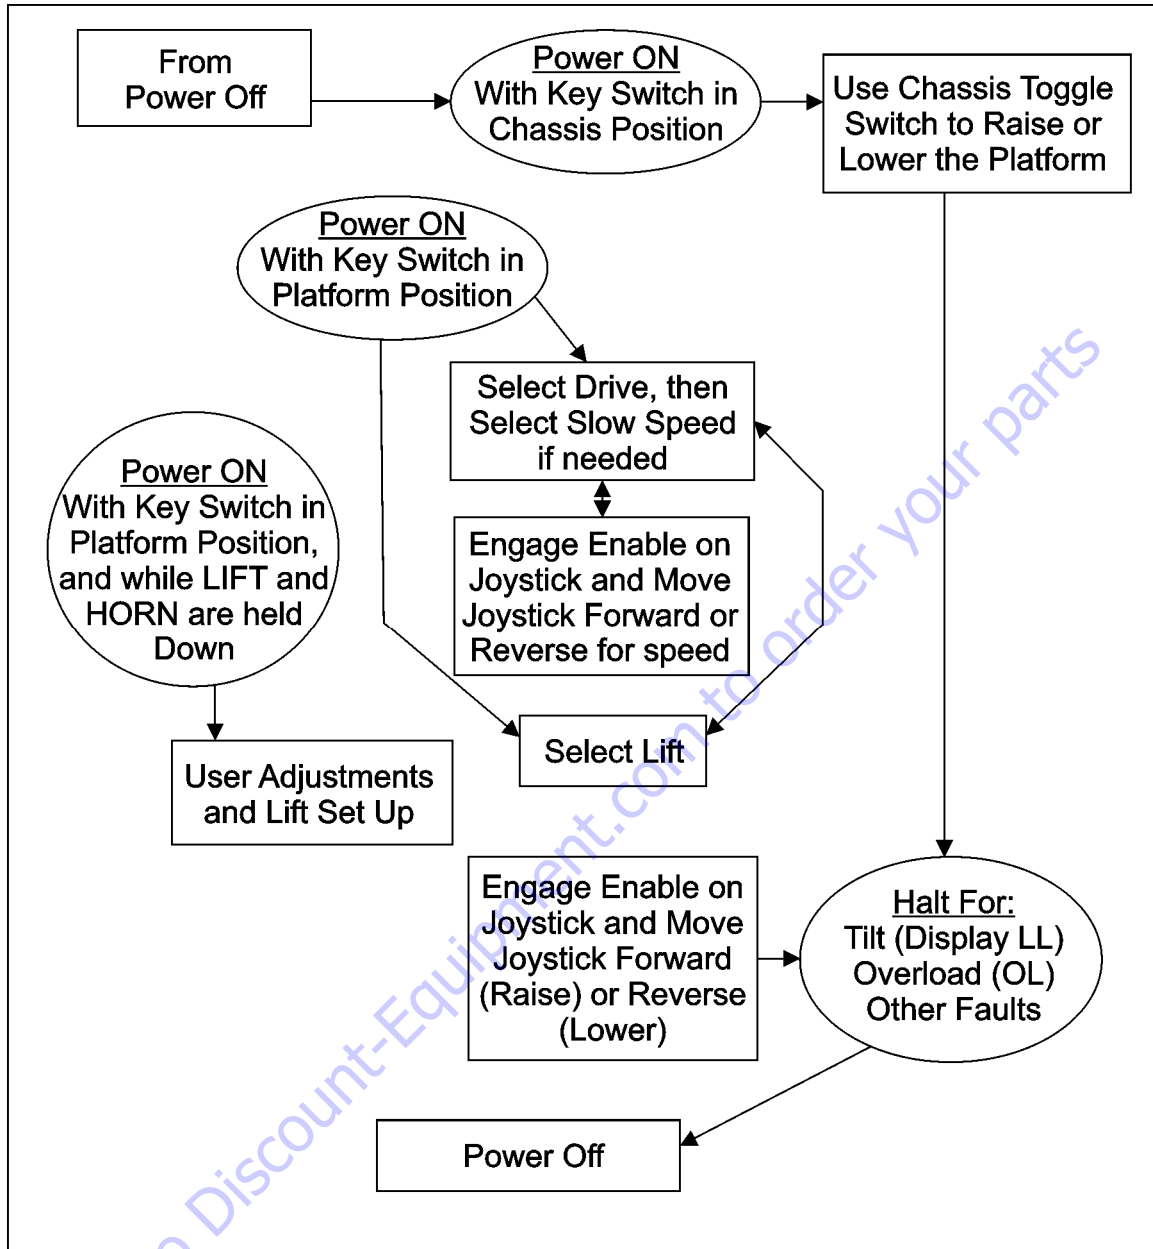 From
Power Off
Power ON
With Key Switch in
Chassis Position
Use Chassis Toggle
Switch to Raise or
Lower the Platform
Power ON
With Key Switch in
Platform Position
Select Drive, then
Select Slow Speed
if needed
Power ON
With Key Switch in
Platform Position,
and while LIFT and
HORN are held
Down
Engage Enable on
Joystick and Move
Joystick Forward or
Reverse for speed
Select Lift
User Adjustments
and Lift Set Up
Engage Enable on
Joystick and Move
Joystick Forward
(Raise) or Reverse
(Lower)
Halt For:
Tilt (Display LL)
Overload (OL)
Other Faults
Power Off
Discount-Equipment.com to order your parts